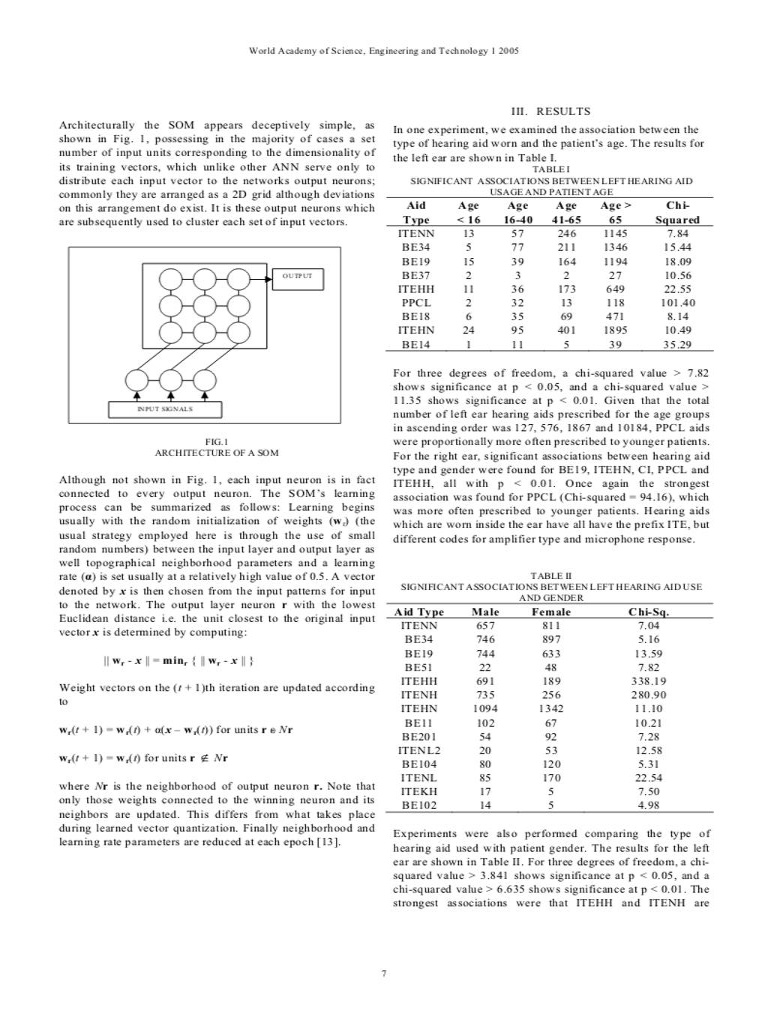 World Academy of Science, Engineering and Technology 1 2005
Architecturally the SOM appears deceptively simple, as
shown in Fig. 1, possessing in the majority of cases a set
number of input units corresponding to the dimensionality of
its training vectors, which unlike other ANN serve only to
distribute each input vector to the networks output neurons;
commonly they are arranged as a 2D grid although deviations
on this arrangement do exist. It is these output neurons which
are subsequently used to cluster each set of input vectors.
OUTPUT
INPUT SIGNALS
FIG.1
ARCHITECTURE OF A SOM
Although not shown in Fig. 1, each input neuron is in fact
connected to every output neuron. The SOM's learning
process can be summarized as follows: Learning begins
usually with the random initialization of weights (wᵣ) (the
usual strategy employed here is through the use of small
random numbers) between the input layer and output layer as
well topographical neighborhood parameters and a learning
rate (α) is set usually at a relatively high value of 0.5. A vector
denoted by x is then chosen from the input patterns for input
to the network. The output layer neuron r with the lowest
Euclidean distance i.e. the unit closest to the original input
vector x is determined by computing:
|| wᵣ - x || = minᵣ { || wᵣ - x || }
Weight vectors on the (t + 1)th iteration are updated according
to
wᵣ(t + 1) = wᵣ(t) + α(x – wᵣ(t)) for units r ∈ Nr
wᵣ(t + 1) = wᵣ(t) for units r ∉ Nr
where Nr is the neighborhood of output neuron r. Note that
only those weights connected to the winning neuron and its
neighbors are updated. This differs from what takes place
during learned vector quantization. Finally neighborhood and
learning rate parameters are reduced at each epoch [13].
III. RESULTS
In one experiment, we examined the association between the
type of hearing aid worn and the patient's age. The results for
the left ear are shown in Table I.
TABLE I
SIGNIFICANT ASSOCIATIONS BETWEEN LEFT HEARING AID
USAGE AND PATIENT AGE
Aid Age Age Age Age > Chi-
Type < 16 16-40 41-65 65 Squared
ITENN 13 57 246 1145 7.84
BE34 5 77 211 1346 15.44
BE19 15 39 164 1194 18.09
BE37 2 3 2 27 10.56
ITEHH 11 36 173 649 22.55
PPCL 2 32 13 118 101.40
BE18 6 35 69 471 8.14
ITEHN 24 95 401 1895 10.49
BE14 1 11 5 39 35.29
For three degrees of freedom, a chi-squared value > 7.82
shows significance at p < 0.05, and a chi-squared value >
11.35 shows significance at p < 0.01. Given that the total
number of left ear hearing aids prescribed for the age groups
in ascending order was 127, 576, 1867 and 10184, PPCL aids
were proportionally more often prescribed to younger patients.
For the right ear, significant associations between hearing aid
type and gender were found for BE19, ITEHN, CI, PPCL and
ITEHH, all with p < 0.01. Once again the strongest
association was found for PPCL (Chi-squared = 94.16), which
was more often prescribed to younger patients. Hearing aids
which are worn inside the ear have all have the prefix ITE, but
different codes for amplifier type and microphone response.
TABLE II
SIGNIFICANT ASSOCIATIONS BETWEEN LEFT HEARING AID USE
AND GENDER
Aid Type Male Female Chi-Sq.
ITENN 657 811 7.04
BE34 746 897 5.16
BE19 744 633 13.59
BE51 22 48 7.82
ITEHH 691 189 338.19
ITENH 735 256 280.90
ITEHN 1094 1342 11.10
BE11 102 67 10.21
BE201 54 92 7.28
ITENL2 20 53 12.58
BE104 80 120 5.31
ITENL 85 170 22.54
ITEKH 17 5 7.50
BE102 14 5 4.98
Experiments were also performed comparing the type of
hearing aid used with patient gender. The results for the left
ear are shown in Table II. For three degrees of freedom, a chi-
squared value > 3.841 shows significance at p < 0.05, and a
chi-squared value > 6.635 shows significance at p < 0.01. The
strongest associations were that ITEHH and ITENH are
7